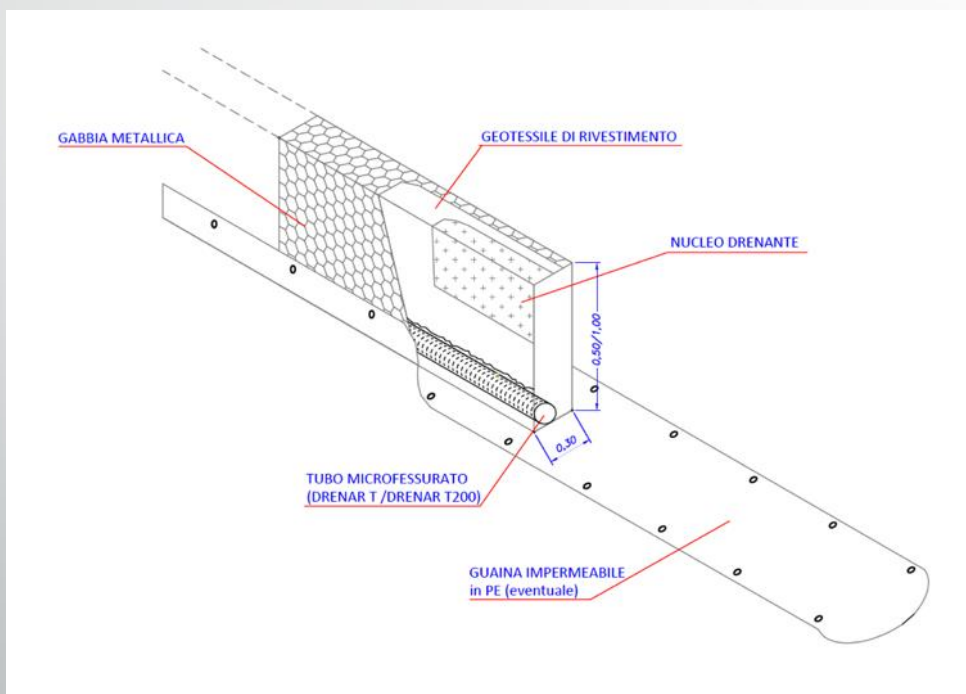 GABBIA METALLICA
GEOTESSILE DI RIVESTIMENTO
NUCLEO DRENANTE
0,50/1,00
0,30
TUBO MICROFESSURATO
(DRENAR T /DRENAR T200)
GUAINA IMPERMEABILE
in PE (eventuale)